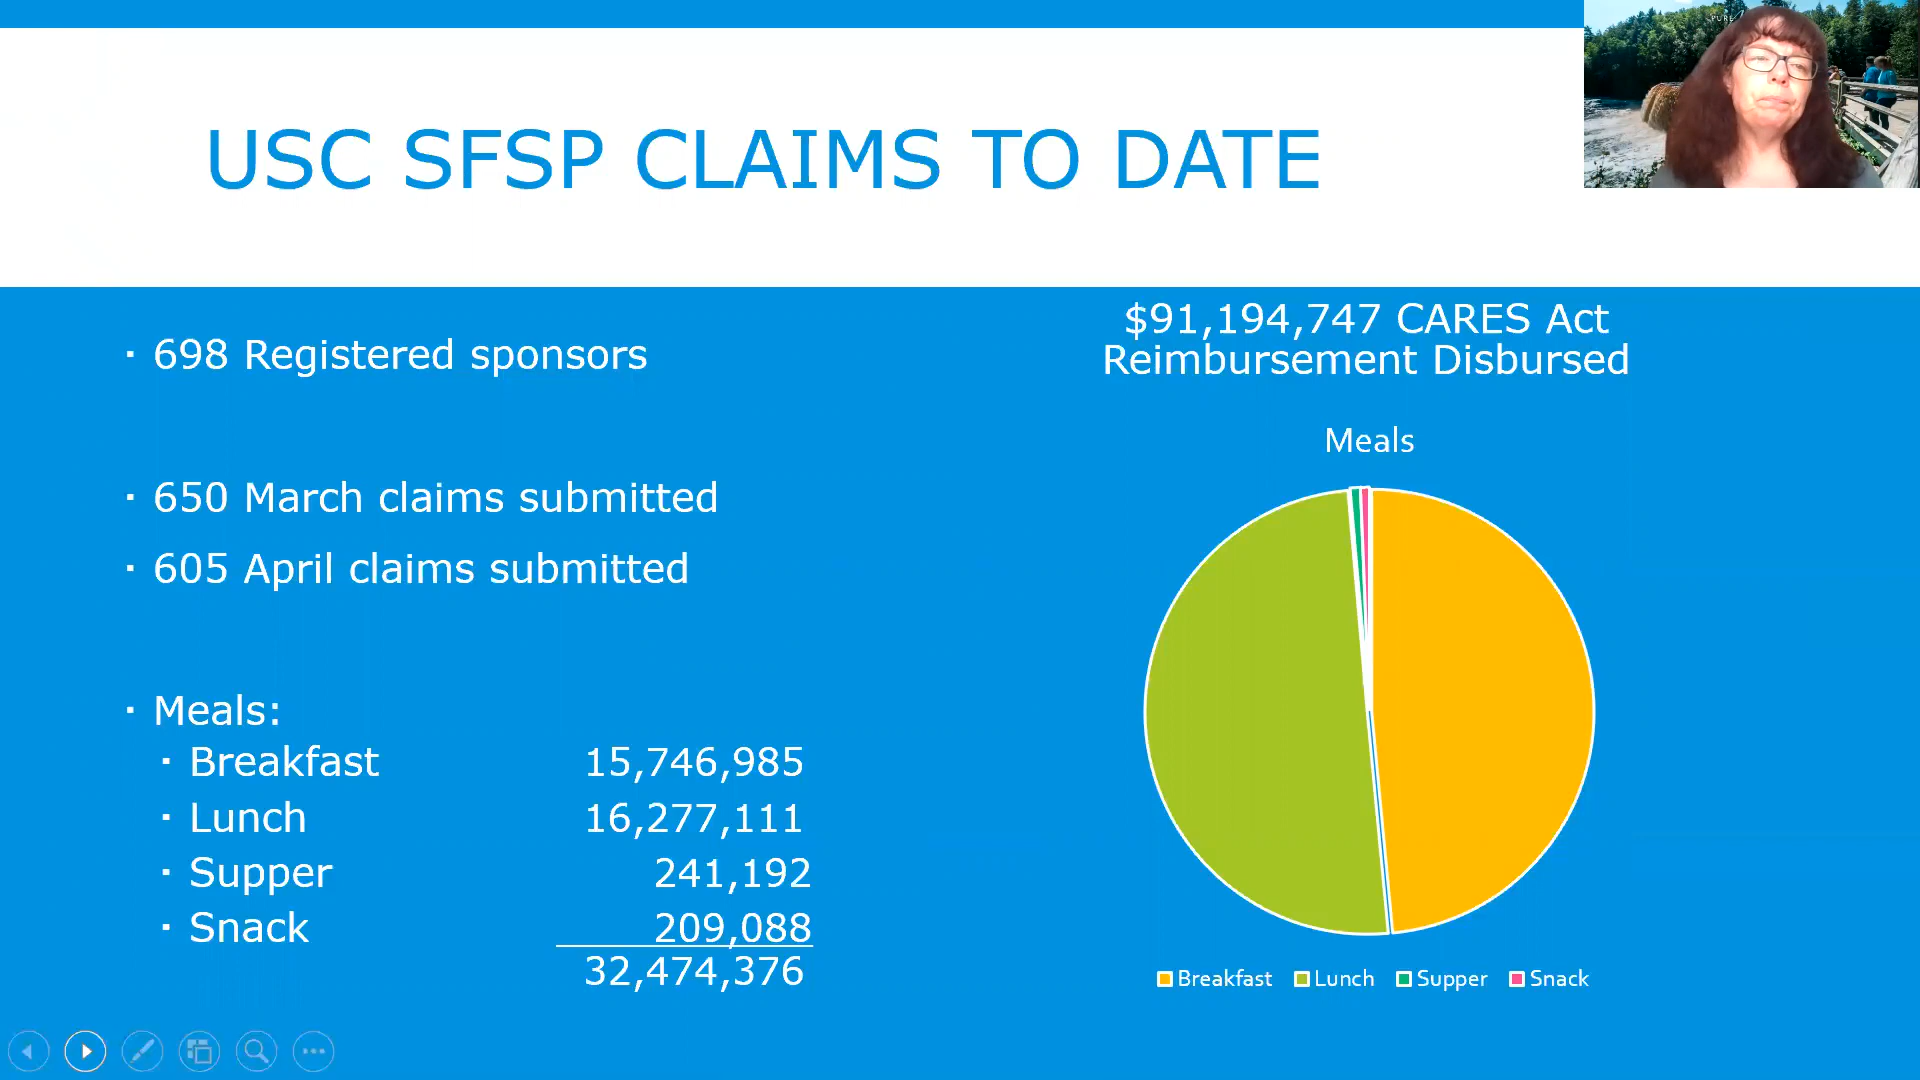 PURE
USC SFSP CLAIMS TO DATE
▪ 698 Registered sponsors
▪ 650 March claims submitted
▪ 605 April claims submitted
▪ Meals:
▪ Breakfast 15,746,985
▪ Lunch 16,277,111
▪ Supper 241,192
▪ Snack 209,088
32,474,376
$91,194,747 CARES Act
Reimbursement Disbursed
Meals
Breakfast Lunch Supper Snack